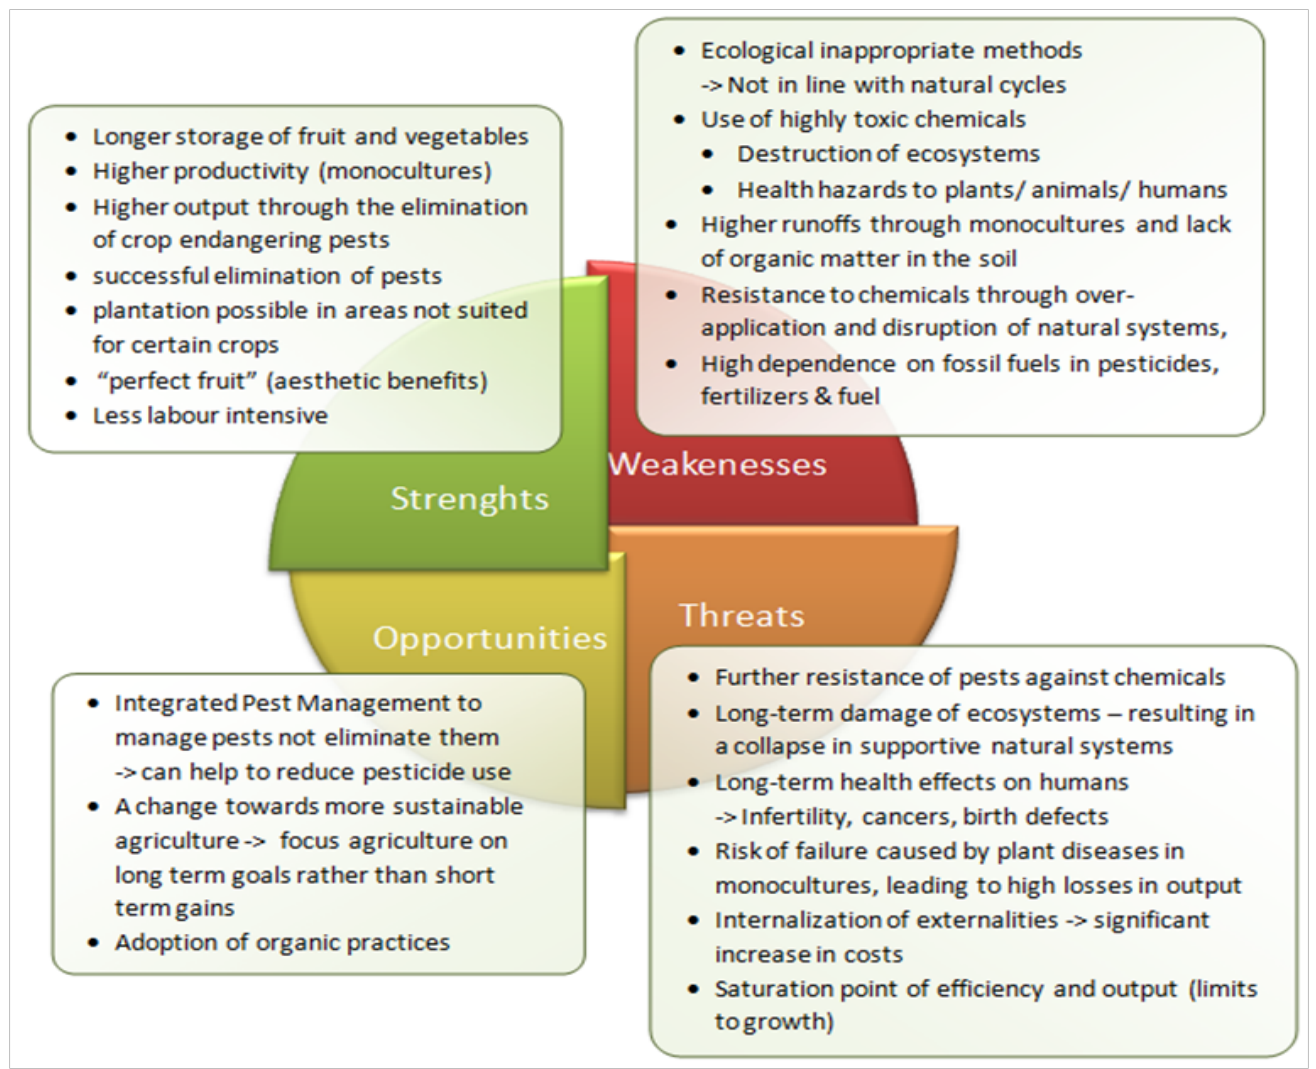 • Longer storage of fruit and vegetables
• Higher productivity (monocultures)
• Higher output through the elimination
of crop endangering pests
• successful elimination of pests
• plantation possible in areas not suited
for certain crops
• “perfect fruit” (aesthetic benefits)
• Less labour intensive
Strenghts
• Ecological inappropriate methods
-> Not in line with natural cycles
• Use of highly toxic chemicals
• Destruction of ecosystems
• Health hazards to plants/ animals/ humans
• Higher runoffs through monocultures and lack
of organic matter in the soil
• Resistance to chemicals through over-
application and disruption of natural systems,
• High dependence on fossil fuels in pesticides,
fertilizers & fuel
Weakenesses
Opportunities
• Integrated Pest Management to
manage pests not eliminate them
-> can help to reduce pesticide use
• A change towards more sustainable
agriculture -> focus agriculture on
long term goals rather than short
term gains
• Adoption of organic practices
Threats
• Further resistance of pests against chemicals
• Long-term damage of ecosystems – resulting in
a collapse in supportive natural systems
• Long-term health effects on humans
-> Infertility, cancers, birth defects
• Risk of failure caused by plant diseases in
monocultures, leading to high losses in output
• Internalization of externalities -> significant
increase in costs
• Saturation point of efficiency and output (limits
to growth)